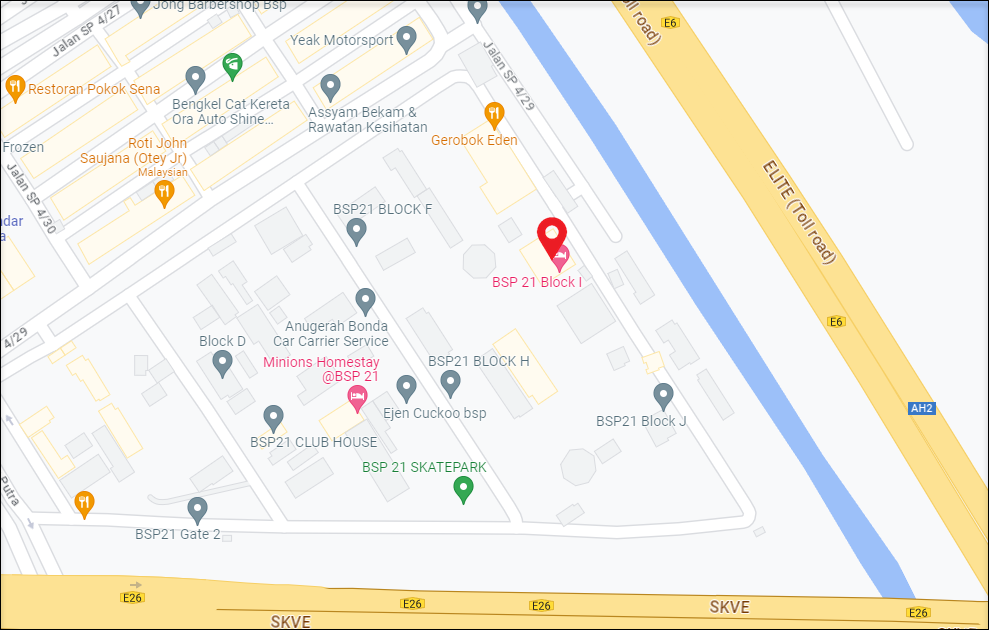 Jong Barbershop Bsp
Jalan SP 4/27
ll road)
E6
Yeak Motorsport
Jalan SP 4/29
Restoran Pokok Sena
Bengkel Cat Kereta
Ora Auto Shine...
Assyam Bekam &
Rawatan Kesihatan
Gerobok Eden
Frozen
Roti John
Saujana (Otey Jr)
Malaysian
Jalan SP 4/30
ELITE (Toll road)
BSP21 BLOCK F
dar
a
BSP 21 Block I
E6
4/29
Anugerah Bonda
Car Carrier Service
Block D
Minions Homestay
@BSP 21
BSP21 BLOCK H
Ejen Cuckoo bsp
AH2
BSP21 Block J
BSP21 CLUB HOUSE
BSP 21 SKATEPARK
Putra
BSP21 Gate 2
E26
E26
E26
SKVE
E26
SKVE